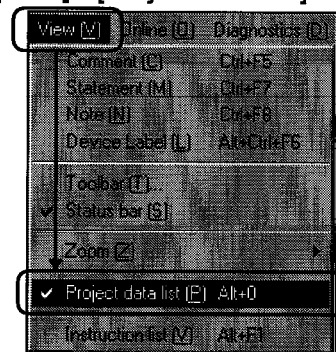 View (V) Online (O) Diagnostics (D)
Comment (C) Ctrl+F5
Statement (M) Ctrl+F7
Note (N) Ctrl+F8
Device Label (L) Alt+Ctrl+F6
Toolbar (T)...
Status bar (S)
Zoom (Z)
Project data list (P) Alt+0
Instruction list (V) Alt+F1